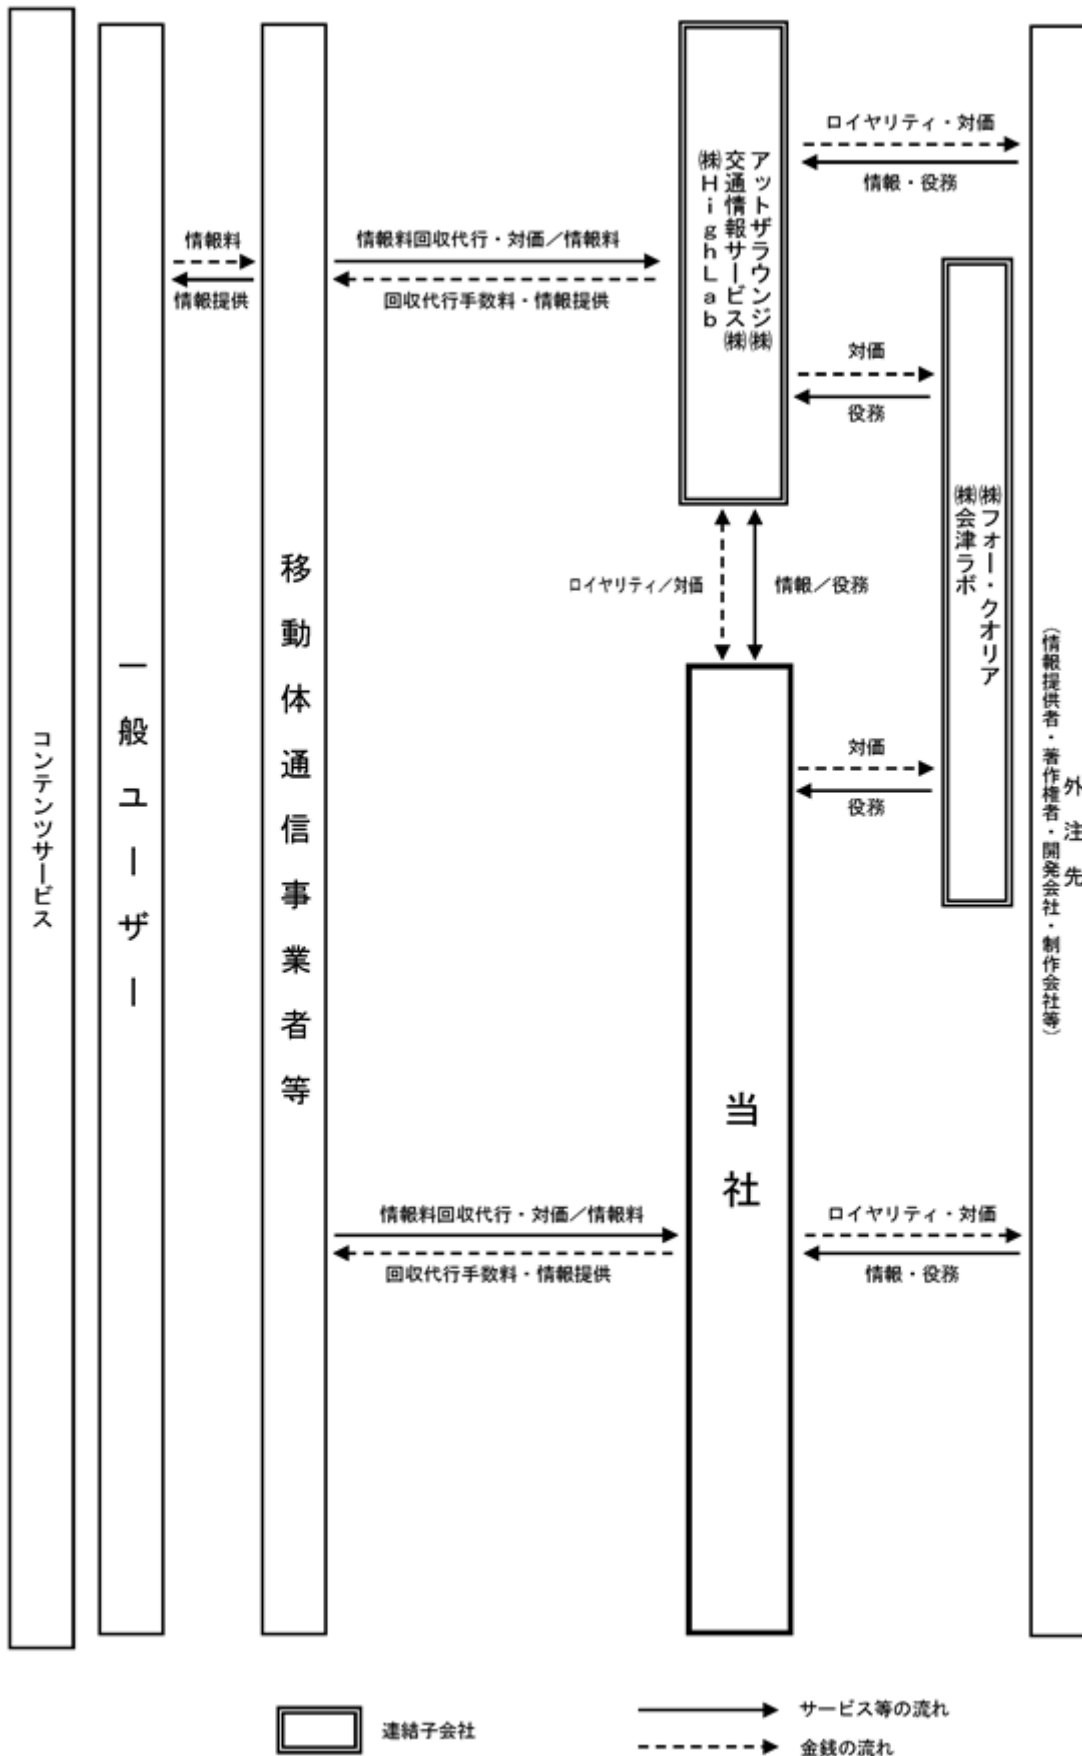 コンテンツサービス
一般ユーザー
情報料
情報提供
移動体通信事業者等
情報料回収代行・対価／情報料
回収代行手数料・情報提供
アットザラウンジ㈱
交通情報サービス㈱
㈱ＨｉｇｈＬａｂ
ロイヤリティ・対価
情報・役務
対価
役務
㈱フォー・クオリア
㈱会津ラボ
ロイヤリティ／対価
情報／役務
当社
対価
役務
情報料回収代行・対価／情報料
回収代行手数料・情報提供
ロイヤリティ・対価
情報・役務
外注先
（情報提供者・著作権者・開発会社・制作会社等）
連結子会社
サービス等の流れ
金銭の流れ